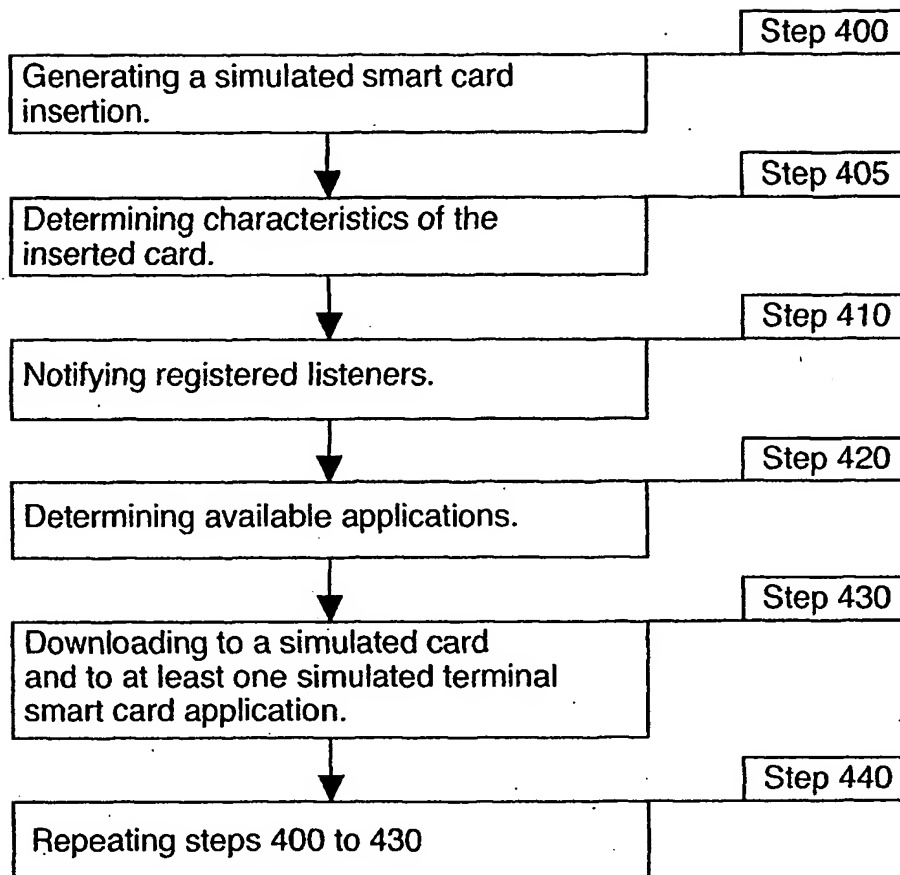 Step 400
Generating a simulated smart card
insertion.
Step 405
Determining characteristics of the
inserted card.
Step 410
Notifying registered listeners.
Step 420
Determining available applications.
Step 430
Downloading to a simulated card
and to at least one simulated terminal
smart card application.
Step 440
Repeating steps 400 to 430